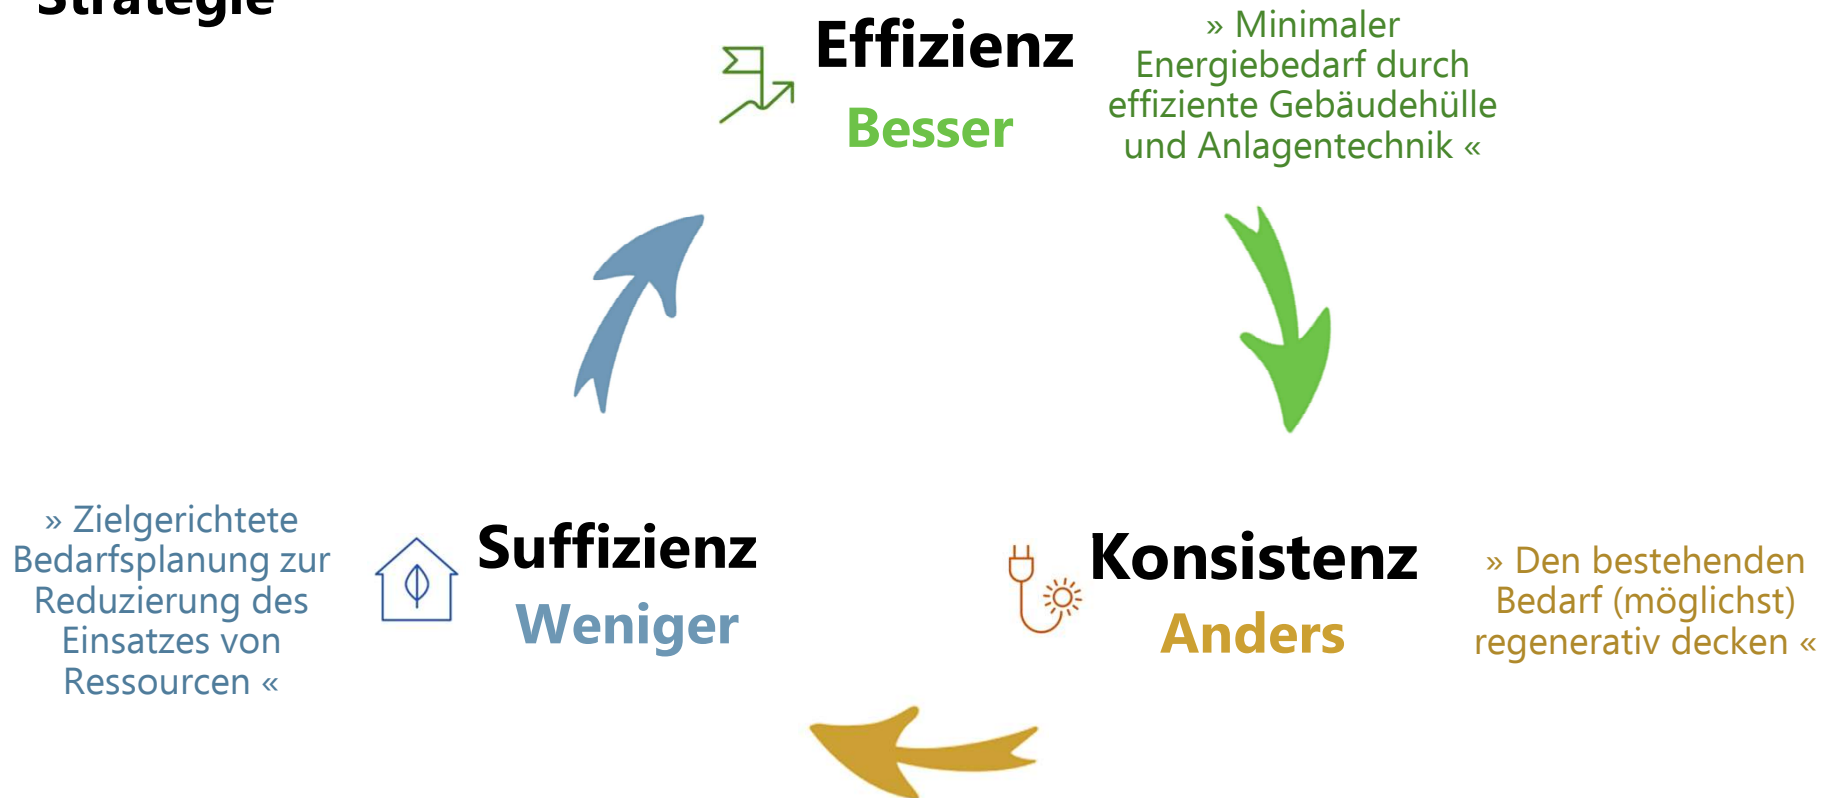 Strategie
Effizienz
Besser
» Minimaler
Energiebedarf durch
effiziente Gebäudehülle
und Anlagentechnik «
» Zielgerichtete
Bedarfsplanung zur
Reduzierung des
Einsatzes von
Ressourcen «
Suffizienz
Weniger
Konsistenz
Anders
» Den bestehenden
Bedarf (möglichst)
regenerativ decken «